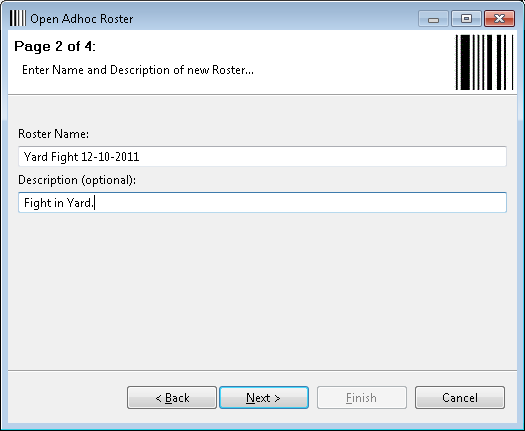 Open Adhoc Roster
Page 2 of 4:
Enter Name and Description of new Roster...
Roster Name:
Yard Fight 12-10-2011
Description (optional):
Fight in Yard.
< Back Next > Finish Cancel